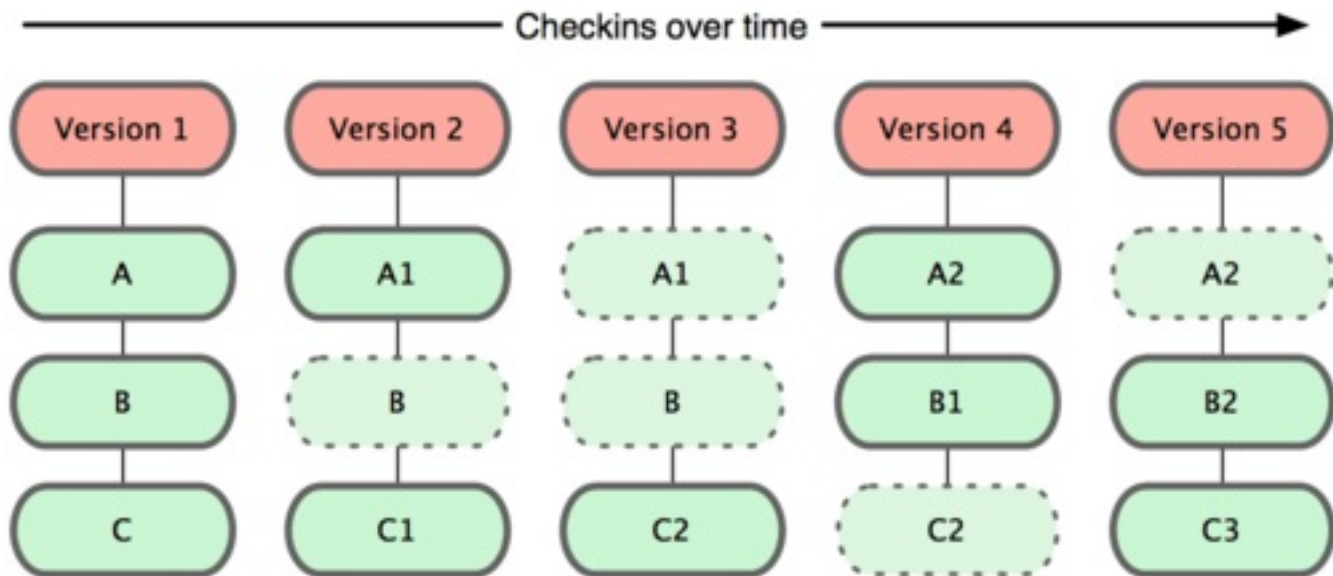 Checkins over time
Version 1 Version 2 Version 3 Version 4 Version 5
A A1 A1 A2 A2
B B B B1 B2
C C1 C2 C2 C3